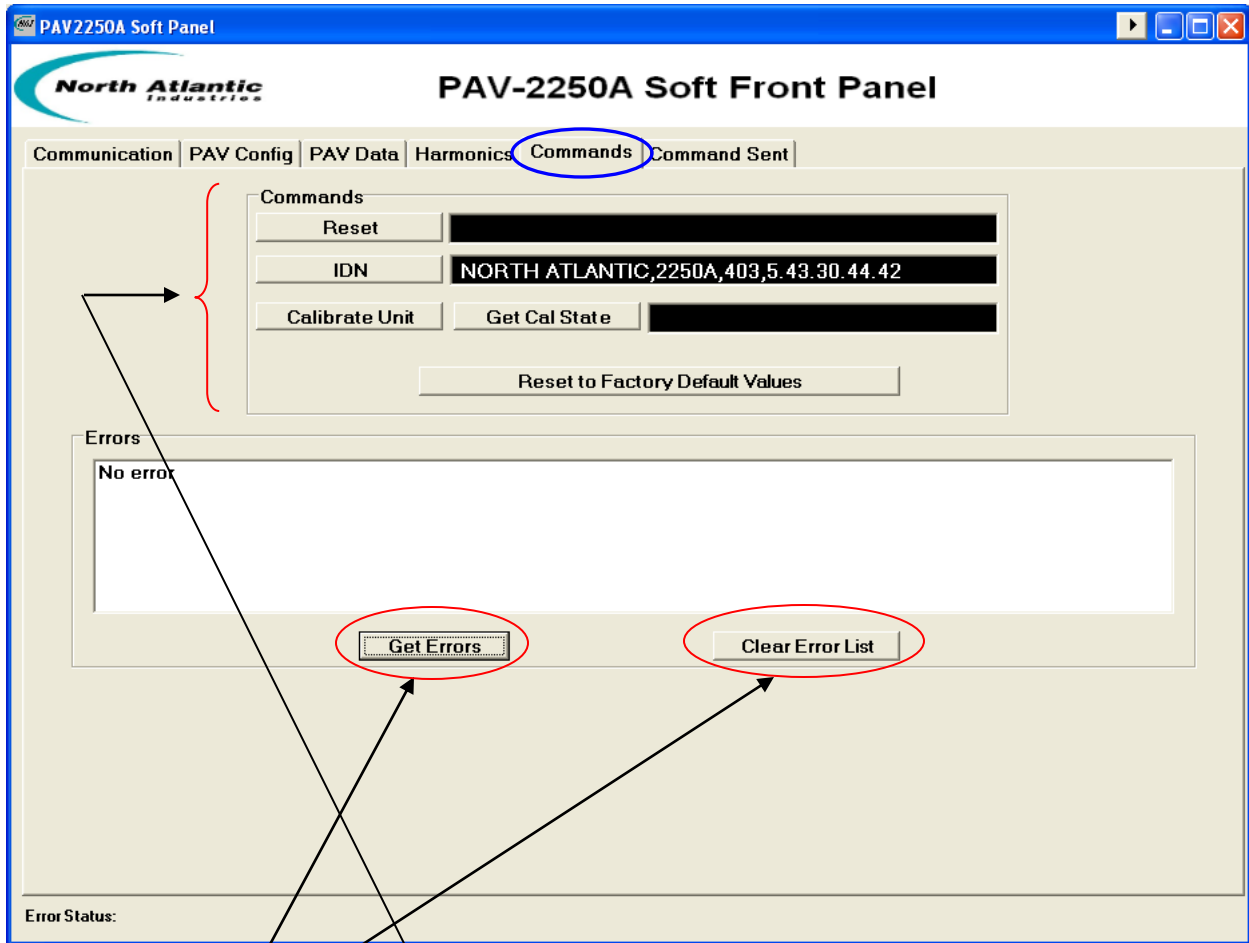 PAV2250A Soft Panel
North Atlantic
Industries
PAV-2250A Soft Front Panel
Communication PAV Config PAV Data Harmonics Commands Command Sent
Commands
Reset
IDN NORTH ATLANTIC,2250A,403,5.43.30.44.42
Calibrate Unit Get Cal State
Reset to Factory Default Values
Errors
No error
Get Errors Clear Error List
Error Status: